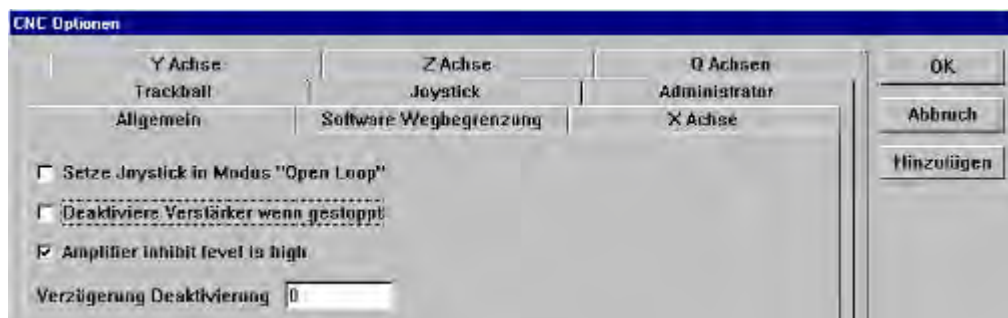 CNC Optionen
Y Achse Z Achse Q Achsen
Trackball Joystick Administrator
Allgemein Software Wegbegrenzung X Achse
OK
Abbruch
Hinzufügen
Setze Joystick in Modus "Open Loop"
Deaktiviere Verstärker wenn gestoppt
Amplifier inhibit level is high
Verzögerung Deaktivierung 0